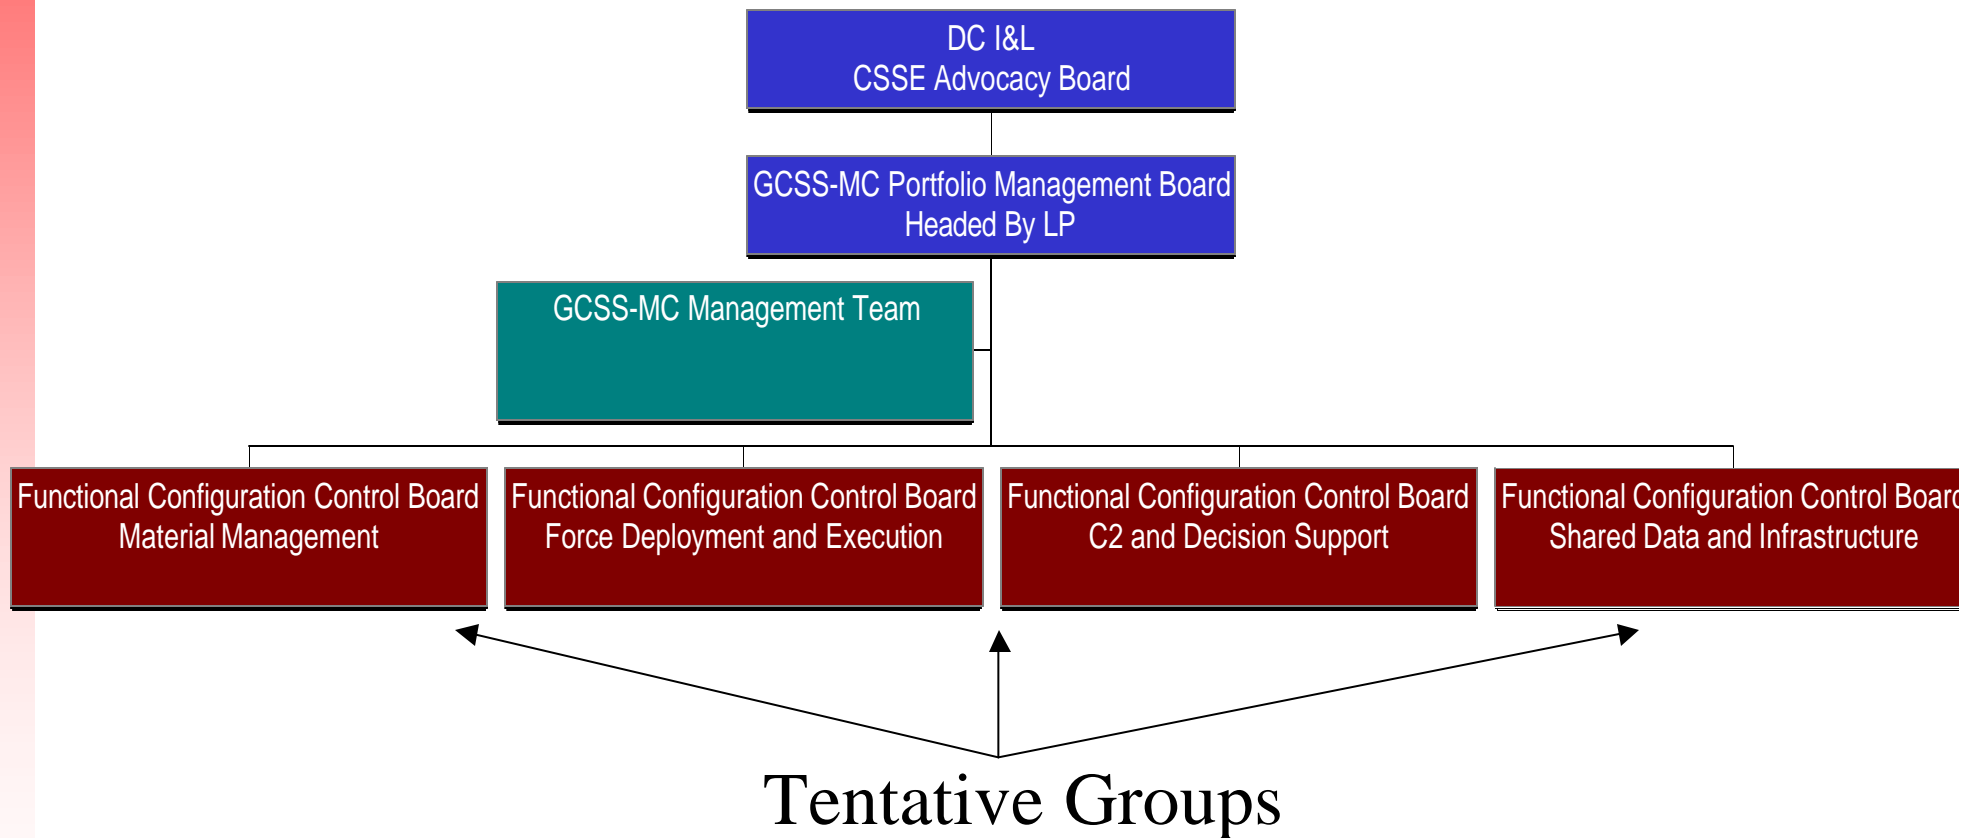 DC I&L
CSSE Advocacy Board
GCSS-MC Portfolio Management Board
Headed By LP
GCSS-MC Management Team
Functional Configuration Control Board
Material Management
Functional Configuration Control Board
Force Deployment and Execution
Functional Configuration Control Board
C2 and Decision Support
Functional Configuration Control Board
Shared Data and Infrastructure
Tentative Groups